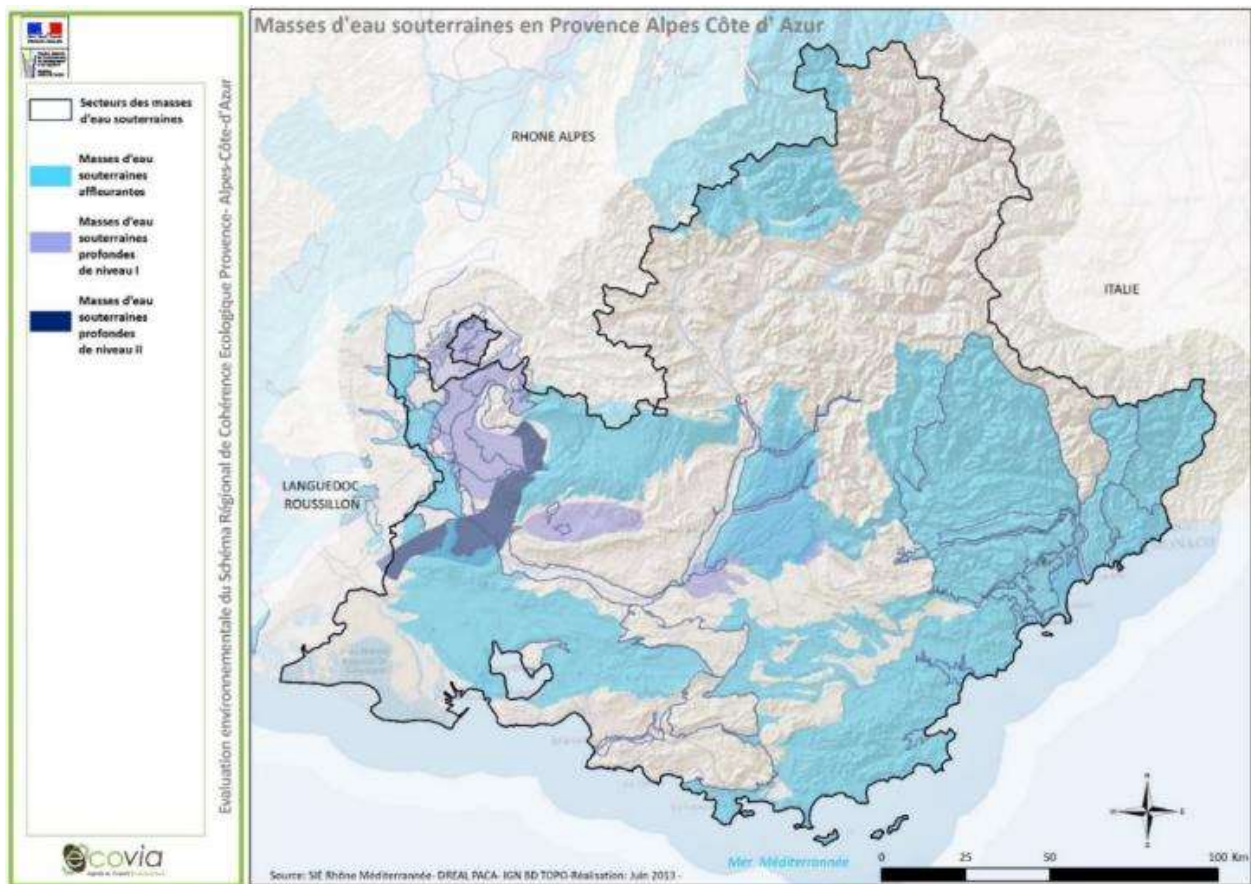 Masses d'eau souterraines en Provence Alpes Côte d' Azur
Secteurs des masses
d'eau souterraines
Masses d'eau
souterraines
affleurantes
Masses d'eau
souterraines
profondes
de niveau I
Masses d'eau
souterraines
profondes
de niveau II
Evaluation environnementale du Schéma Régional de Cohérence Ecologique Provence- Alpes-Côte-d'Azur
ecovia
RHONE ALPES
ITALIE
LANGUEDOC
ROUSSILLON
MONACO
Mer Méditerrannée
0 25 50 100 Km
Source: SIE Rhône Méditerrannée- DREAL PACA- IGN BD TOPO-Réalisation: Juin 2013 -